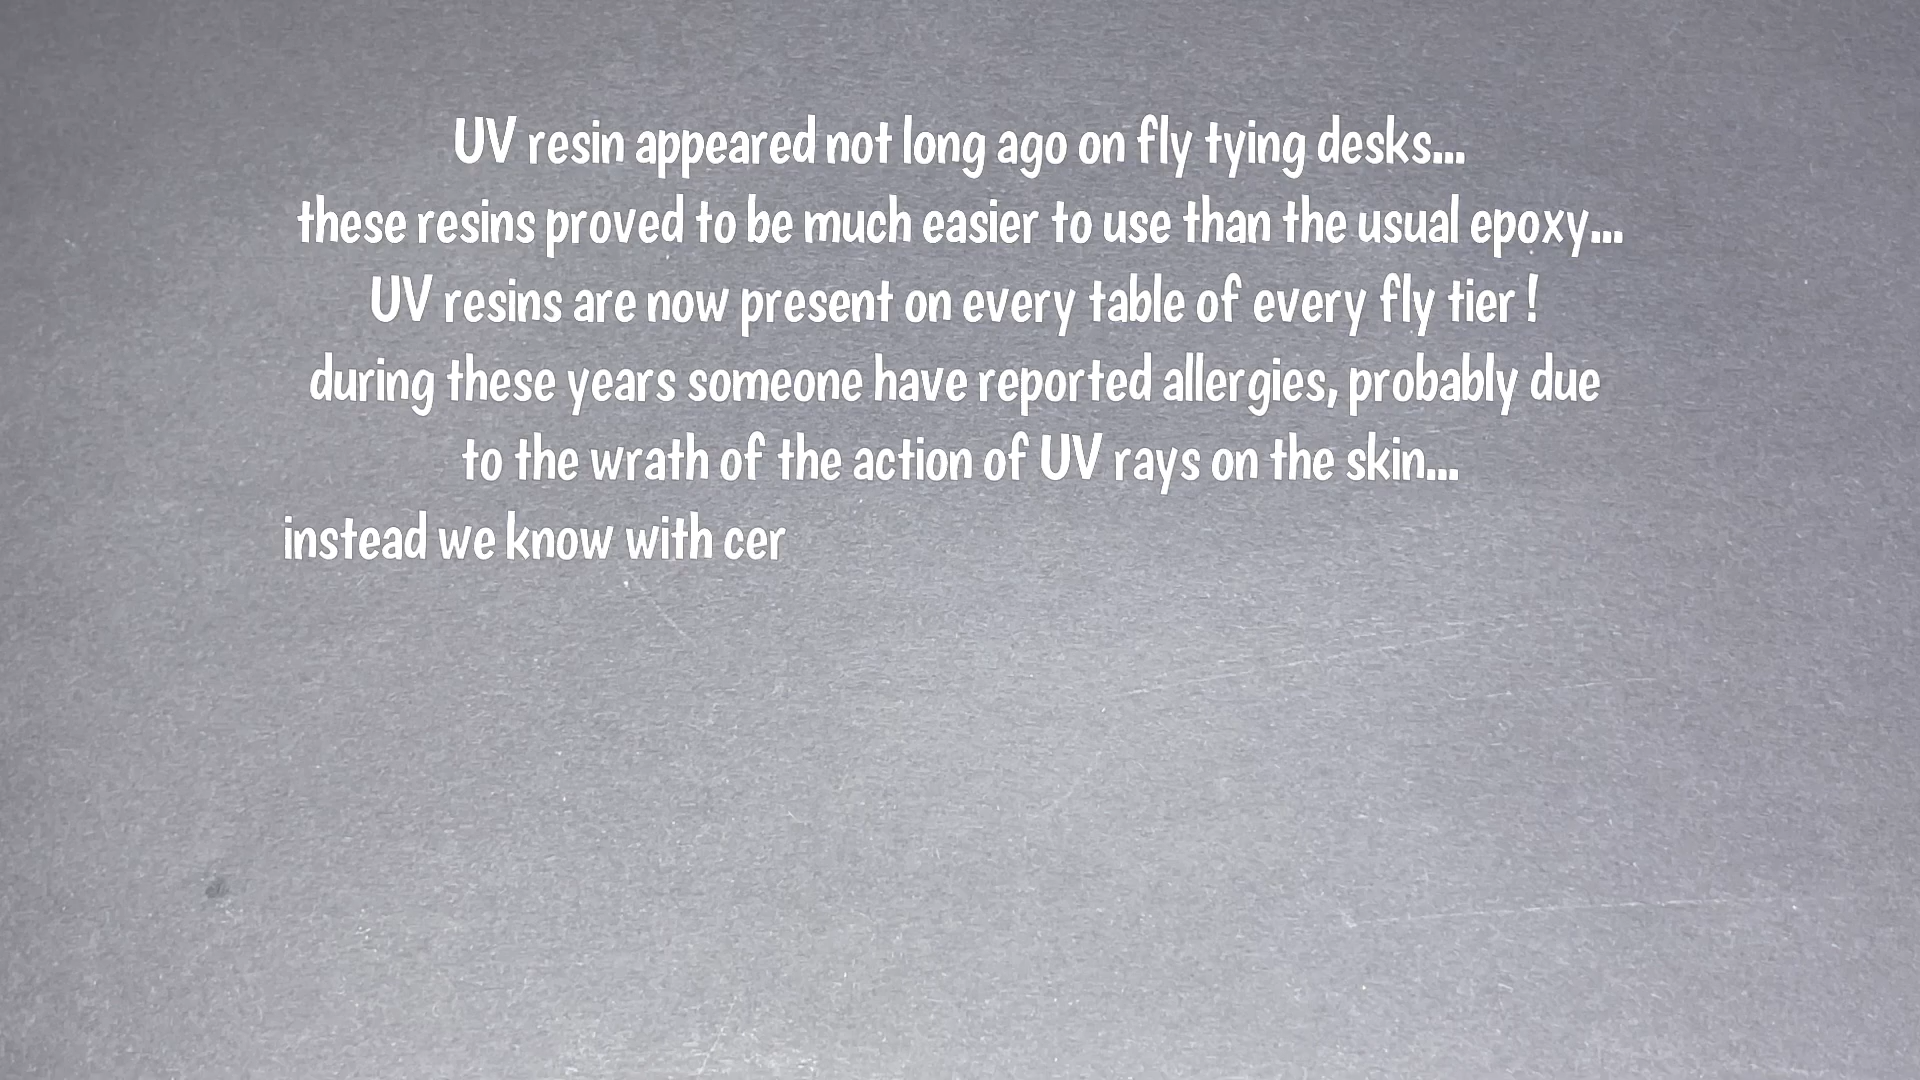 UV resin appeared not long ago on fly tying desks...
these resins proved to be much easier to use than the usual epoxy...
UV resins are now present on every table of every fly tier !
during these years someone have reported allergies, probably due
to the wrath of the action of UV rays on the skin...
instead we know with cer